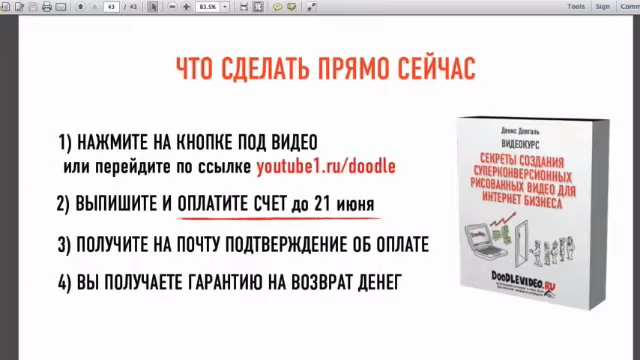 43 / 43
83.5%
Tools
Sign
Comm
ЧТО СДЕЛАТЬ ПРЯМО СЕЙЧАС
1) НАЖМИТЕ НА КНОПКЕ ПОД ВИДЕО
или перейдите по ссылке youtube1.ru/doodle
2) ВЫПИШИТЕ И ОПЛАТИТЕ СЧЕТ до 21 июня
3) ПОЛУЧИТЕ НА ПОЧТУ ПОДТВЕРЖДЕНИЕ ОБ ОПЛАТЕ
4) ВЫ ПОЛУЧАЕТЕ ГАРАНТИЮ НА ВОЗВРАТ ДЕНЕГ
Денис Довгаль
ВИДЕОКУРС
СЕКРЕТЫ СОЗДАНИЯ
СУПЕРКОНВЕРСИОННЫХ
РИСОВАННЫХ ВИДЕО ДЛЯ
ИНТЕРНЕТ БИЗНЕСА
DOODLEVIDEO.RU